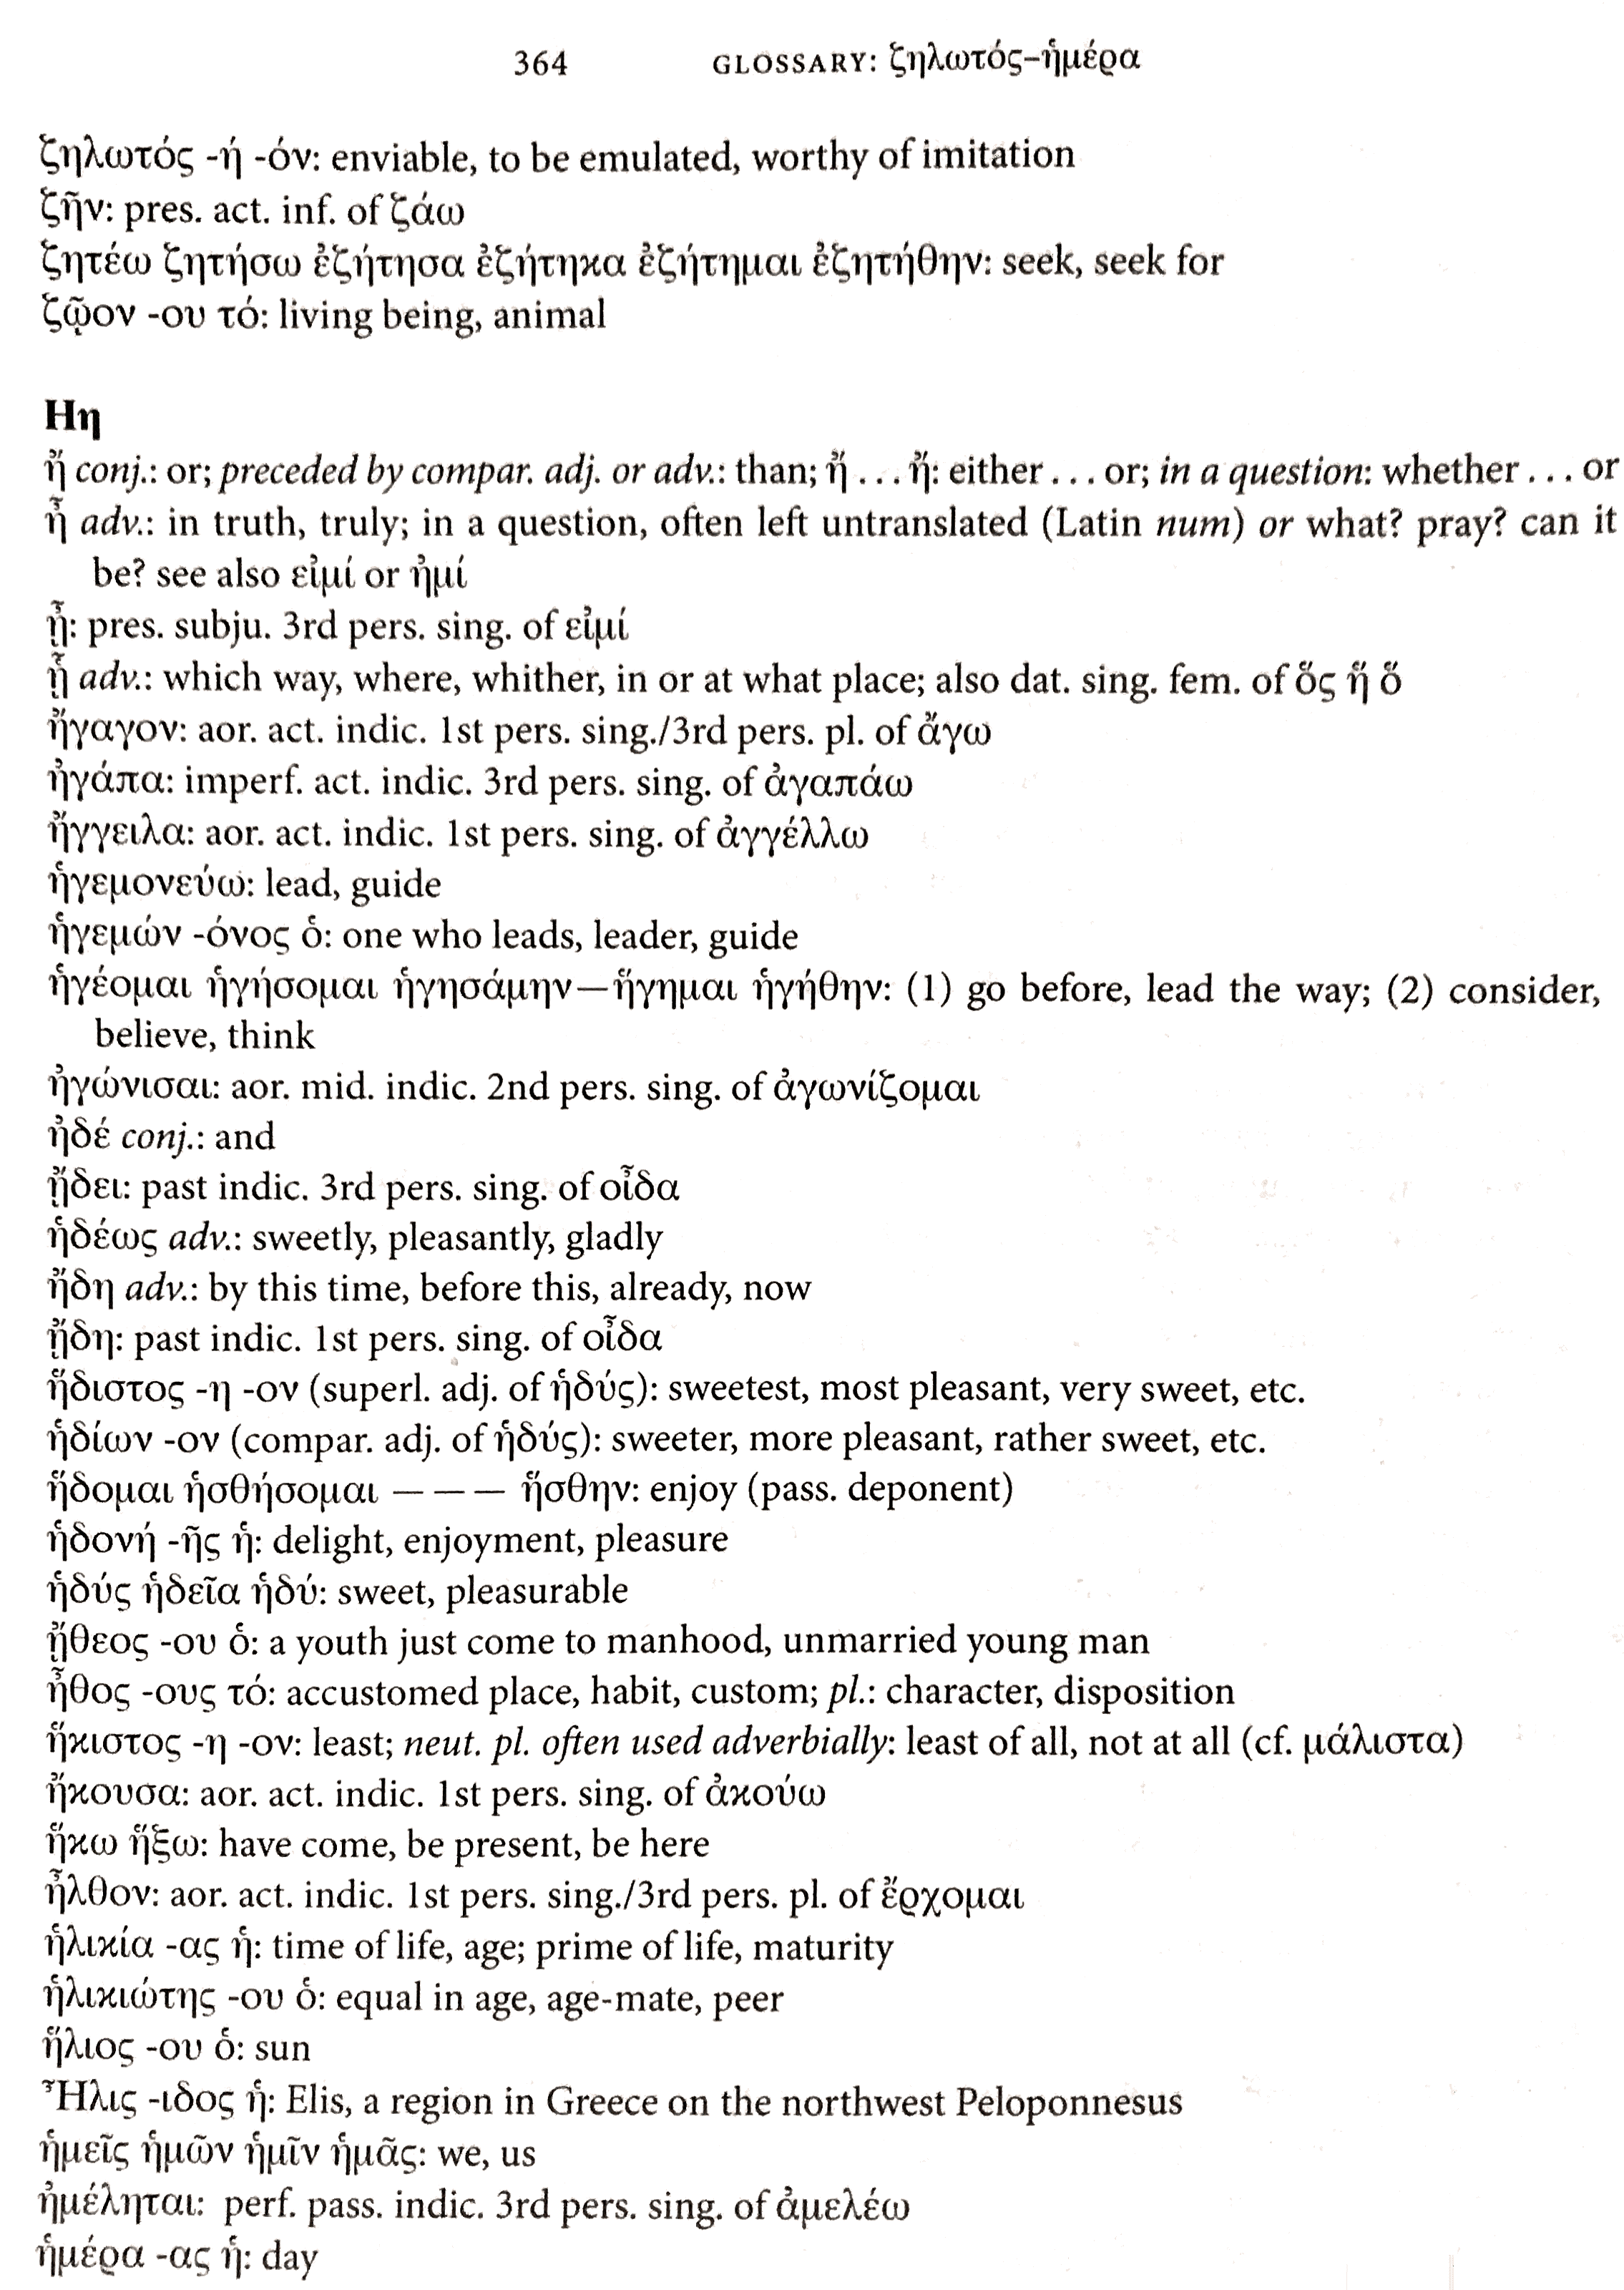 364 GLOSSARY: ζηλωτός–ἡμέρα
ζηλωτός -ή -όν: enviable, to be emulated, worthy of imitation
ζῆν: pres. act. inf. of ζάω
ζητέω ζητήσω ἐζήτησα ἐζήτηκα ἐζήτημαι ἐζητήθην: seek, seek for
ζῷον -ου τό: living being, animal
Ηη
ἤ conj.: or; preceded by compar. adj. or adv.: than; ἤ . . . ἤ: either . . . or; in a question: whether . . . or
ἦ adv.: in truth, truly; in a question, often left untranslated (Latin num) or what? pray? can it
be? see also εἰμί or ἠμί
ᾖ: pres. subju. 3rd pers. sing. of εἰμί
ᾗ adv.: which way, where, whither, in or at what place; also dat. sing. fem. of ὅς ἥ ὅ
ἤγαγον: aor. act. indic. 1st pers. sing./3rd pers. pl. of ἄγω
ἠγάπα: imperf. act. indic. 3rd pers. sing. of ἀγαπάω
ἤγγειλα: aor. act. indic. 1st pers. sing. of ἀγγέλλω
ἡγεμονεύω: lead, guide
ἡγεμών -όνος ὁ: one who leads, leader, guide
ἡγέομαι ἡγήσομαι ἡγησάμην—ἥγημαι ἡγήθην: (1) go before, lead the way; (2) consider,
believe, think
ἠγώνισαι: aor. mid. indic. 2nd pers. sing. of ἀγωνίζομαι
ἠδέ conj.: and
ᾔδει: past indic. 3rd pers. sing. of οἶδα
ἡδέως adv.: sweetly, pleasantly, gladly
ἤδη adv.: by this time, before this, already, now
ᾔδη: past indic. 1st pers. sing. of οἶδα
ἥδιστος -η -ον (superl. adj. of ἡδύς): sweetest, most pleasant, very sweet, etc.
ἡδίων -ον (compar. adj. of ἡδύς): sweeter, more pleasant, rather sweet, etc.
ἥδομαι ἡσθήσομαι — — — ἥσθην: enjoy (pass. deponent)
ἡδονή -ῆς ἡ: delight, enjoyment, pleasure
ἡδύς ἡδεῖα ἡδύ: sweet, pleasurable
ᾔθεος -ου ὁ: a youth just come to manhood, unmarried young man
ἦθος -ους τό: accustomed place, habit, custom; pl.: character, disposition
ἥκιστος -η -ον: least; neut. pl. often used adverbially: least of all, not at all (cf. μάλιστα)
ἤκουσα: aor. act. indic. 1st pers. sing. of ἀκούω
ἥκω ἥξω: have come, be present, be here
ἦλθον: aor. act. indic. 1st pers. sing./3rd pers. pl. of ἔρχομαι
ἡλικία -ας ἡ: time of life, age; prime of life, maturity
ἡλικιώτης -ου ὁ: equal in age, age-mate, peer
ἥλιος -ου ὁ: sun
Ἦλις -ιδος ἡ: Elis, a region in Greece on the northwest Peloponnesus
ἡμεῖς ἡμῶν ἡμῖν ἡμᾶς: we, us
ἠμέληται: perf. pass. indic. 3rd pers. sing. of ἀμελέω
ἡμέρα -ας ἡ: day